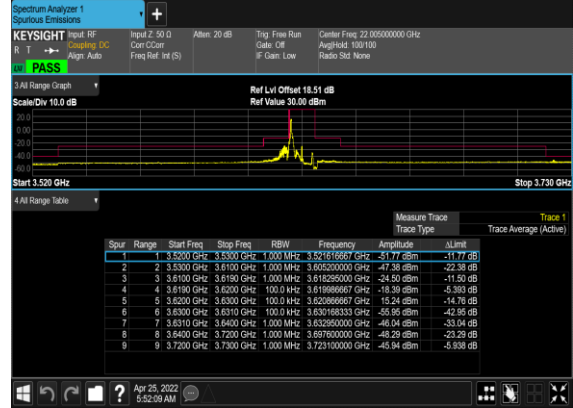 Spectrum Analyzer 1
Spurious Emissions
+
KEYSIGHT Input: RF Input Z: 50 Ω Atten: 20 dB Trig: Free Run Center Freq: 22.005000000 GHz
R T Coupling: DC Corr CCorr Gate: Off Avg|Hold: 100/100
Align: Auto Freq Ref: Int (S) IF Gain: Low Radio Std: None
PASS
3 All Range Graph
Ref Lvl Offset 18.51 dB
Scale/Div 10.0 dB Ref Value 30.00 dBm
20.0
0.00
-20.0
-40.0
-60.0
Start 3.520 GHz Stop 3.730 GHz
4 All Range Table
Measure Trace Trace 1
Trace Type Trace Average (Active)
Spur Range Start Freq Stop Freq RBW Frequency Amplitude ΔLimit
1 1 3.5200 GHz 3.5300 GHz 1.000 MHz 3.521616667 GHz -51.77 dBm -11.77 dB
2 2 3.5300 GHz 3.6100 GHz 1.000 MHz 3.605200000 GHz -47.38 dBm -22.38 dB
3 3 3.6100 GHz 3.6190 GHz 1.000 MHz 3.618295000 GHz -24.50 dBm -11.50 dB
4 4 3.6190 GHz 3.6200 GHz 100.0 kHz 3.619986667 GHz -18.39 dBm -5.393 dB
5 5 3.6200 GHz 3.6300 GHz 100.0 kHz 3.620866667 GHz 15.24 dBm -14.76 dB
6 6 3.6300 GHz 3.6310 GHz 100.0 kHz 3.630168333 GHz -55.95 dBm -42.95 dB
7 7 3.6310 GHz 3.6400 GHz 1.000 MHz 3.632950000 GHz -46.04 dBm -33.04 dB
8 8 3.6400 GHz 3.7200 GHz 1.000 MHz 3.697600000 GHz -48.29 dBm -23.29 dB
9 9 3.7200 GHz 3.7300 GHz 1.000 MHz 3.723100000 GHz -45.94 dBm -5.938 dB
? Apr 25, 2022
5:52:09 AM